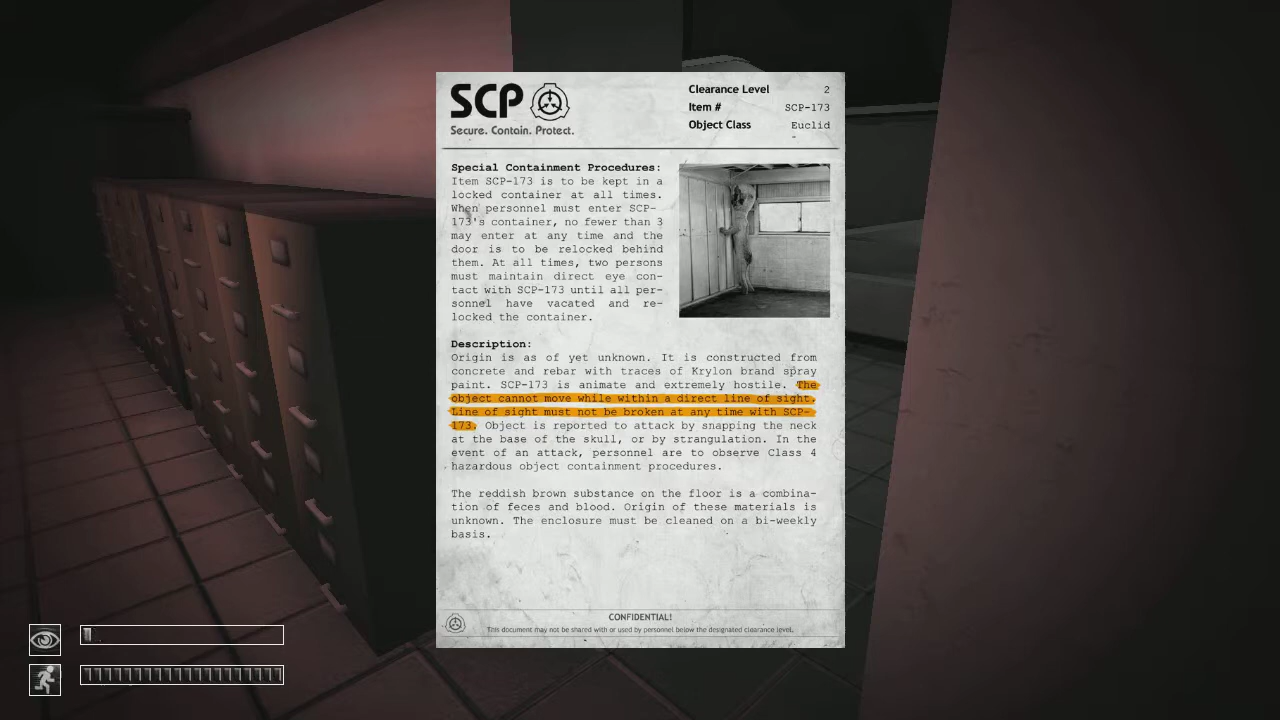 SCP
Secure. Contain. Protect.
Clearance Level 2
Item # SCP-173
Object Class Euclid
-
Special Containment Procedures:
Item SCP-173 is to be kept in a
locked container at all times.
When personnel must enter SCP-
173's container, no fewer than 3
may enter at any time and the
door is to be relocked behind
them. At all times, two persons
must maintain direct eye con-
tact with SCP-173 until all per-
sonnel have vacated and re-
locked the container.
Description:
Origin is as of yet unknown. It is constructed from
concrete and rebar with traces of Krylon brand spray
paint. SCP-173 is animate and extremely hostile. The
object cannot move while within a direct line of sight.
Line of sight must not be broken at any time with SCP-
173. Object is reported to attack by snapping the neck
at the base of the skull, or by strangulation. In the
event of an attack, personnel are to observe Class 4
hazardous object containment procedures.
The reddish brown substance on the floor is a combina-
tion of feces and blood. Origin of these materials is
unknown. The enclosure must be cleaned on a bi-weekly
basis.
CONFIDENTIAL!
This document may not be shared with or used by personnel below the designated clearance level.